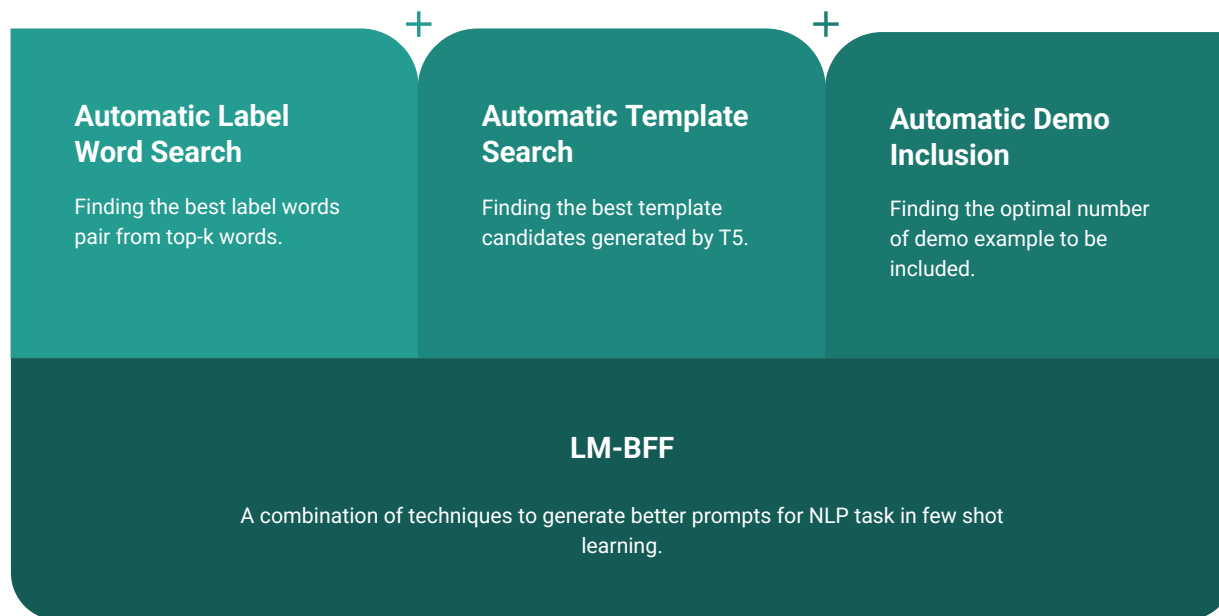 Automatic Label
Word Search
Finding the best label words
pair from top-k words.
Automatic Template
Search
Finding the best template
candidates generated by T5.
Automatic Demo
Inclusion
Finding the optimal number
of demo example to be
included.
LM-BFF
A combination of techniques to generate better prompts for NLP task in few shot
learning.